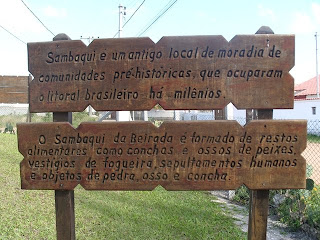 Sambaqui e um antigo local de moradia de
comunidades pré-históricas, que ocuparam
o litoral brasileiro há milênios.
O Sambaqui da Beirada é formado de restos
alimentares como conchas e ossos de peixes,
vestígios de fogueira, sepultamentos humanos
e objetos de pedra, osso e concha.